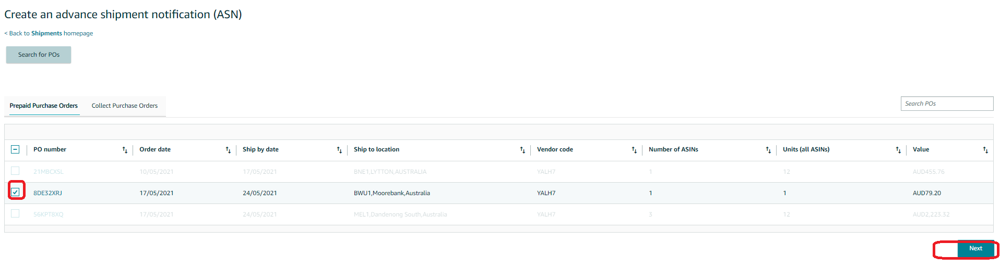 Create an advance shipment notification (ASN)
< Back to Shipments homepage
Search for POs
Prepaid Purchase Orders Collect Purchase Orders Search POs
PO number Order date Ship by date Ship to location Vendor code Number of ASINs Units (all ASINs) Value
21MBCXSL 10/05/2021 17/05/2021 BNE1,LYTTON,AUSTRALIA YALH7 1 12 AUD455.76
8DE32XRJ 17/05/2021 24/05/2021 BWU1,Moorebank,Australia YALH7 1 1 AUD79.20
S6KPT8XQ 17/05/2021 24/05/2021 MEL1,Dandenong South,Australia YALH7 3 12 AUD2,223.32
Next